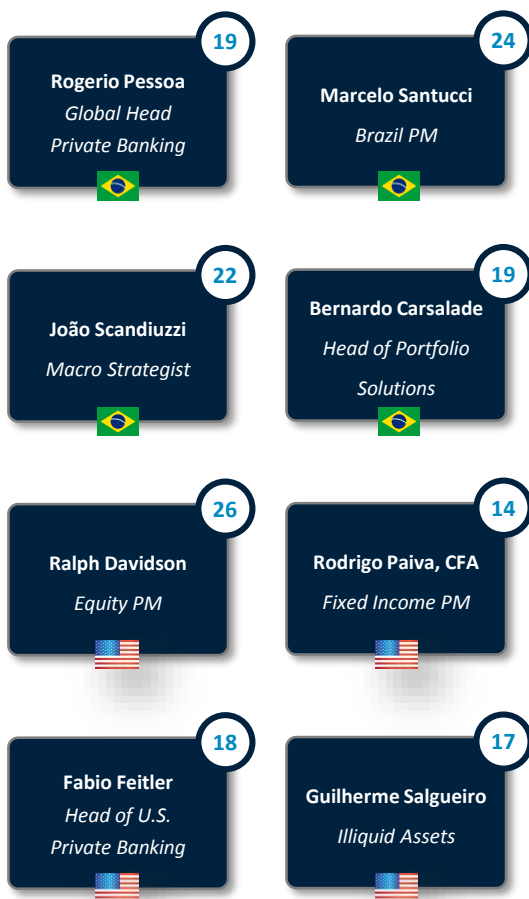 19
Rogerio Pessoa
Global Head
Private Banking
24
Marcelo Santucci
Brazil PM
22
João Scandiuzzi
Macro Strategist
19
Bernardo Carsalade
Head of Portfolio
Solutions
26
Ralph Davidson
Equity PM
14
Rodrigo Paiva, CFA
Fixed Income PM
18
Fabio Feitler
Head of U.S.
Private Banking
17
Guilherme Salgueiro
Illiquid Assets